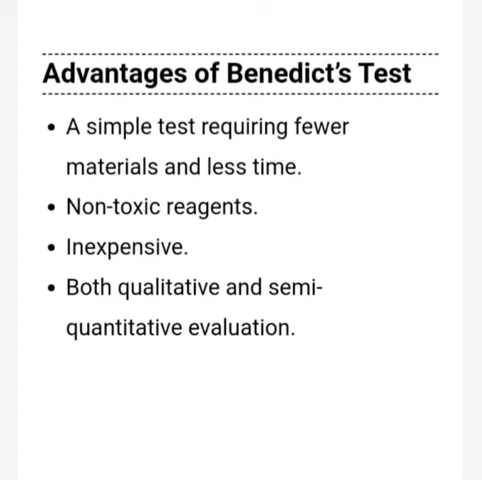 Advantages of Benedict’s Test
• A simple test requiring fewer
materials and less time.
• Non-toxic reagents.
• Inexpensive.
• Both qualitative and semi-
quantitative evaluation.